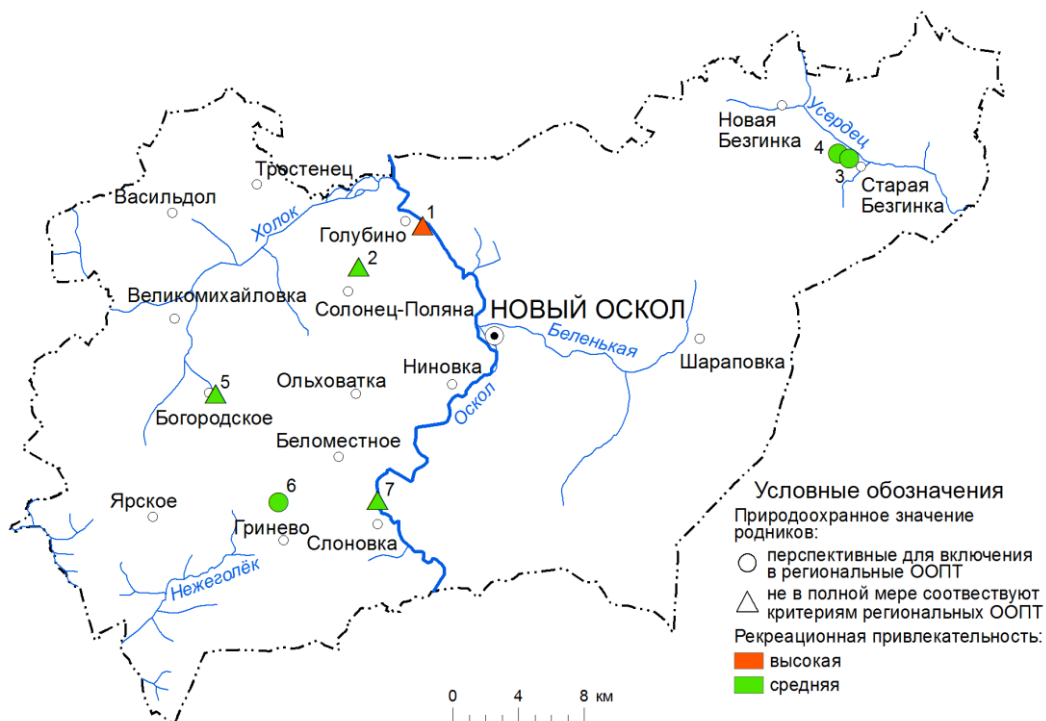 Новая
Безгинка
Усердец
4
3
Старая
Безгинка
Тростенец
Васильдол
Холок
1
Голубино
2
Солонец-Поляна
Великомихайловка
НОВЫЙ ОСКОЛ
Беленькая
Шараповка
Ниновка
Ольховатка
5
Богородское
Оскол
Беломестное
6
7
Ярское
Гринево
Слоновка
Нежеголёк
Условные обозначения
Природоохранное значение
родников:
перспективные для включения
в региональные ООПТ
не в полной мере соотвествуют
критериям региональных ООПТ
Рекреационная привлекательность:
высокая
средняя
0 4 8 км